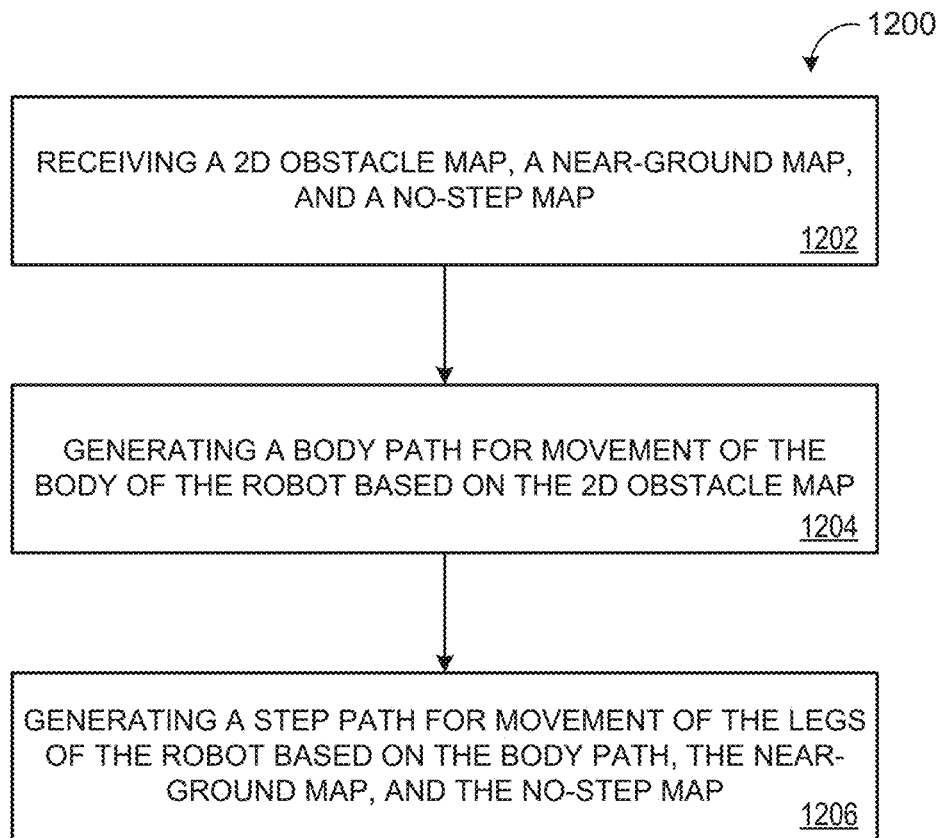 1200
RECEIVING A 2D OBSTACLE MAP, A NEAR-GROUND MAP,
AND A NO-STEP MAP
1202
GENERATING A BODY PATH FOR MOVEMENT OF THE
BODY OF THE ROBOT BASED ON THE 2D OBSTACLE MAP
1204
GENERATING A STEP PATH FOR MOVEMENT OF THE LEGS
OF THE ROBOT BASED ON THE BODY PATH, THE NEAR-
GROUND MAP, AND THE NO-STEP MAP
1206